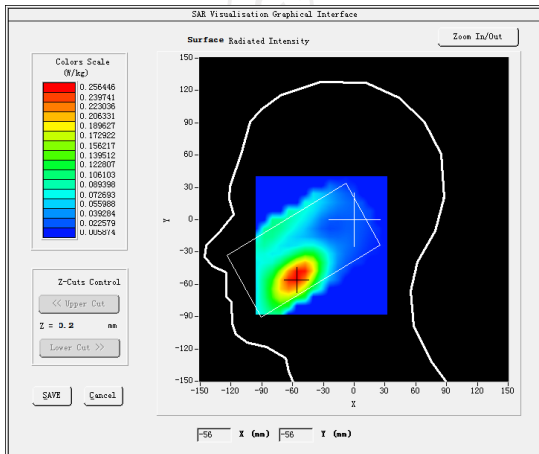 SAR Visualisation Graphical Interface
Surface Radiated Intensity
Zoom In/Out
Colors Scale
(W/kg)
0.256446
0.239741
0.223036
0.206331
0.189627
0.172922
0.156217
0.139512
0.122807
0.106103
0.089398
0.072693
0.055988
0.039284
0.022579
0.005874
Z-Cuts Control
<< Upper Cut
Z = 0.2 mm
Lower Cut >>
SAVE Cancel
150
120
90
60
30
0
-30
-60
-90
-120
-150
Y
-150 -120 -90 -60 -30 0 30 60 90 120 150
X
-56 X (mm) -56 Y (mm)